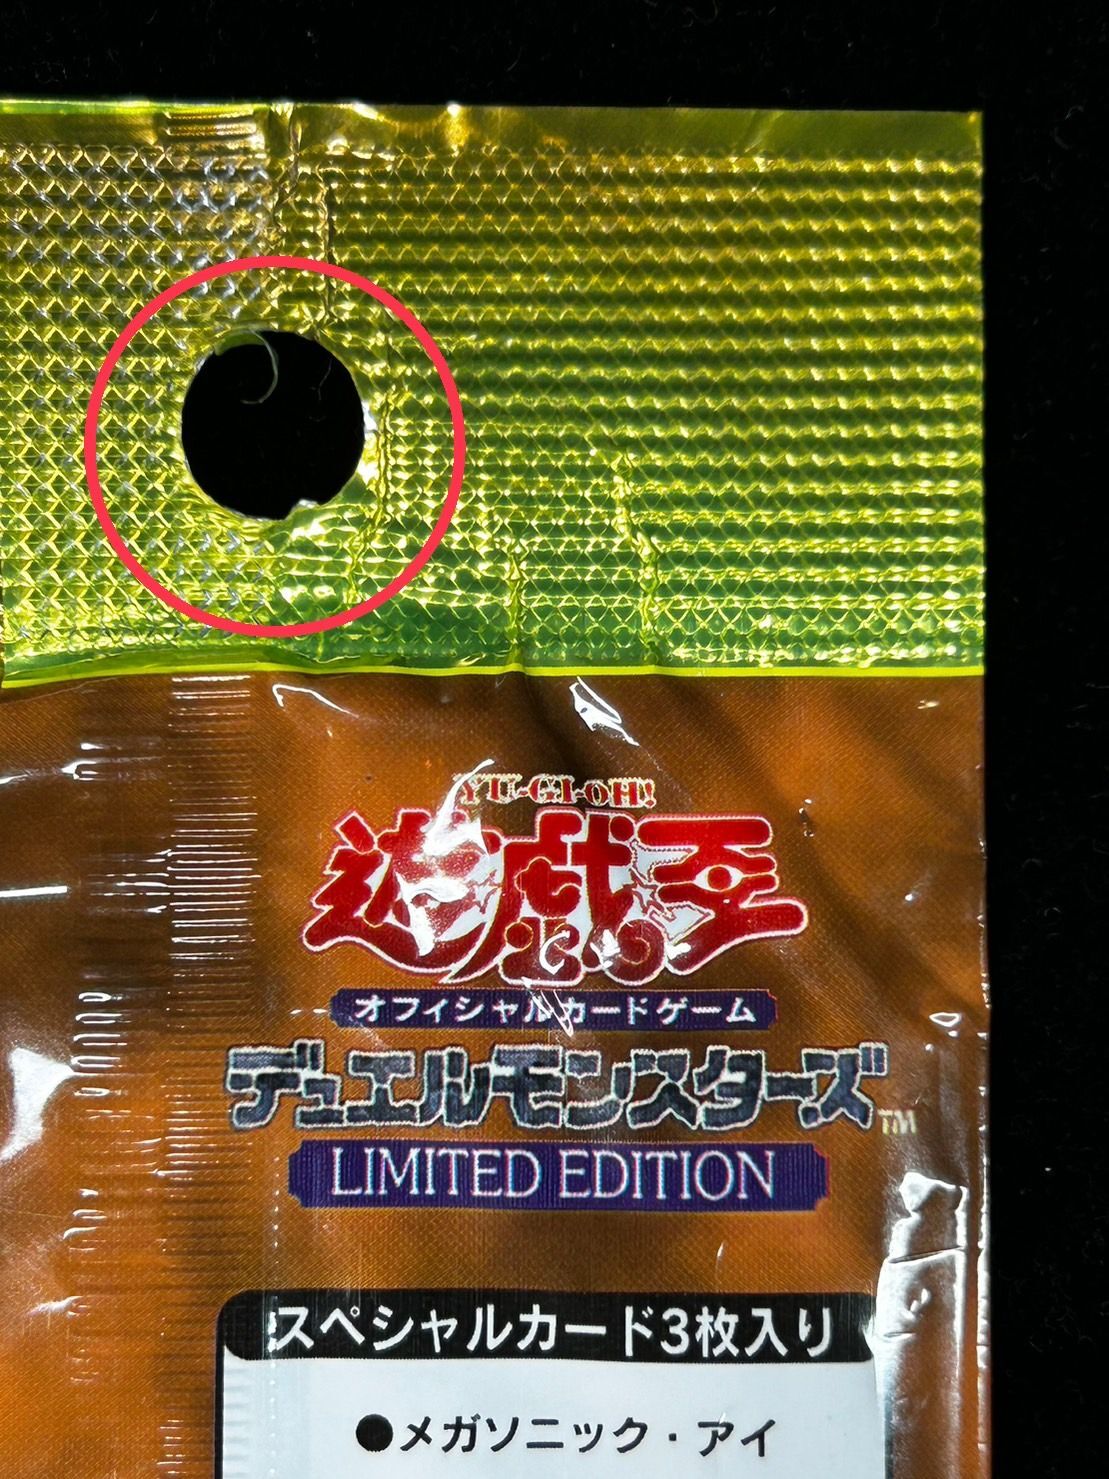 YU-GI-OH!
遊戯王
オフィシャルカードゲーム
デュエルモンスターズ™
LIMITED EDITION
スペシャルカード3枚入り
●メガソニック・アイ